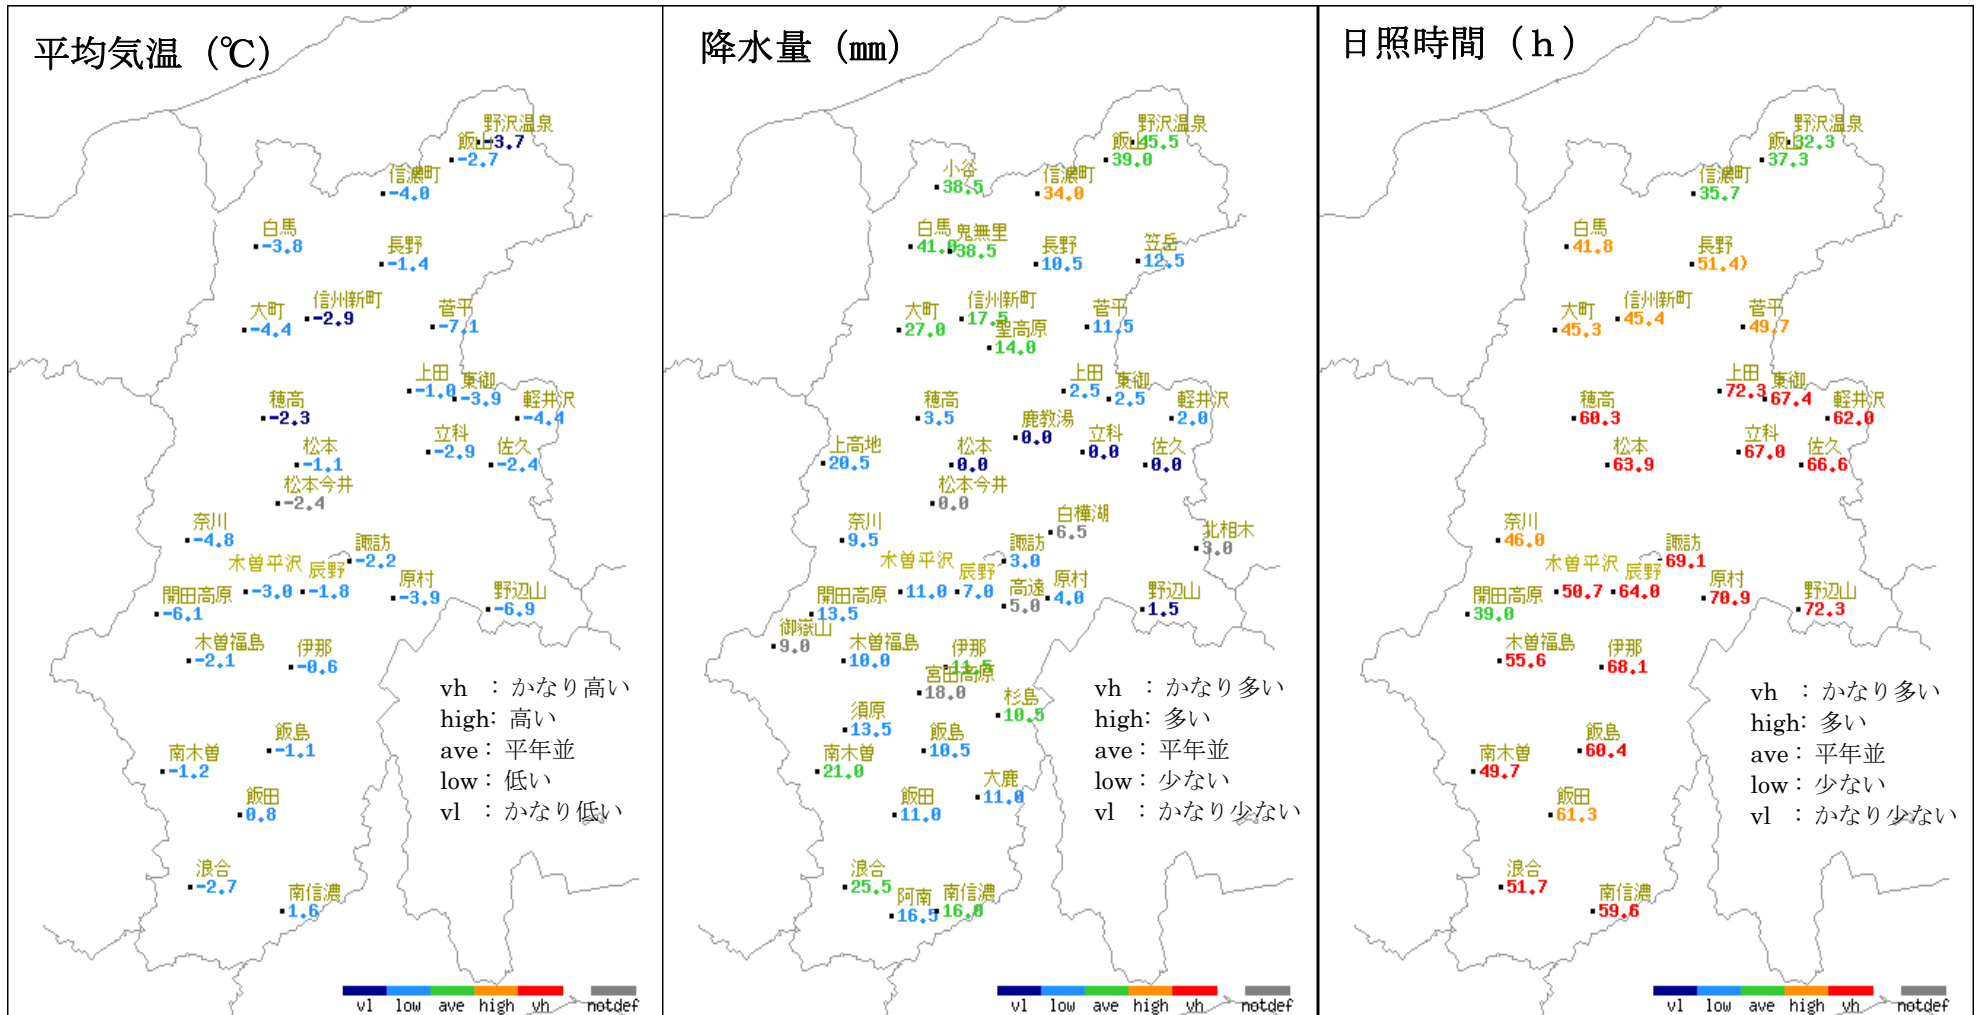 平均気温（℃）
野沢温泉
-3.7
飯山
-2.7
信濃町
-4.0
白馬
-3.8
長野
-1.4
信州新町
-2.9
大町
-4.4
菅平
-7.1
上田
-1.0
東御
-3.9
穂高
-2.3
軽井沢
-4.4
松本
-1.1
立科
-2.9
佐久
-2.4
松本今井
-2.4
奈川
-4.8
諏訪
-2.2
木曽平沢
-3.0
辰野
-1.8
原村
-3.9
開田高原
-6.1
野辺山
-6.9
木曽福島
-2.1
伊那
-0.6
飯島
-1.1
南木曽
-1.2
飯田
0.8
浪合
-2.7
南信濃
1.6
vh ：かなり高い
high: 高い
ave：平年並
low：低い
vl ：かなり低い
vl low ave high vh notdef
降水量（mm）
野沢温泉
45.5
飯山
39.0
小谷
38.5
信濃町
34.0
白馬
41.0
鬼無里
38.5
長野
10.5
笠岳
12.5
大町
27.0
信州新町
17.5
聖高原
14.0
菅平
11.5
上田
2.5
東御
2.5
穂高
3.5
軽井沢
2.0
鹿教湯
0.0
上高地
20.5
松本
0.0
立科
0.0
佐久
0.0
松本今井
0.0
白樺湖
6.5
北相木
3.0
奈川
9.5
諏訪
3.0
木曽平沢
11.0
辰野
7.0
高遠
5.0
原村
4.0
開田高原
13.5
野辺山
1.5
御嶽山
9.0
木曽福島
10.0
伊那
11.5
宮田高原
18.0
杉島
10.5
須原
13.5
飯島
10.5
南木曽
21.0
大鹿
11.0
飯田
11.0
浪合
25.5
阿南
16.5
南信濃
16.0
vh ：かなり多い
high: 多い
ave：平年並
low：少ない
vl ：かなり少ない
vl low ave high vh notdef
日照時間（ｈ）
野沢温泉
32.3
飯山
37.3
信濃町
35.7
白馬
41.8
長野
51.4)
大町
45.3
信州新町
45.4
菅平
49.7
上田
72.3
東御
67.4
穂高
60.3
軽井沢
62.0
松本
63.9
立科
67.0
佐久
66.6
奈川
46.0
諏訪
69.1
木曽平沢
50.7
辰野
64.0
原村
70.9
開田高原
39.0
野辺山
72.3
木曽福島
55.6
伊那
68.1
飯島
60.4
南木曽
49.7
飯田
61.3
浪合
51.7
南信濃
59.6
vh ：かなり多い
high: 多い
ave：平年並
low：少ない
vl ：かなり少ない
vl low ave high vh notdef